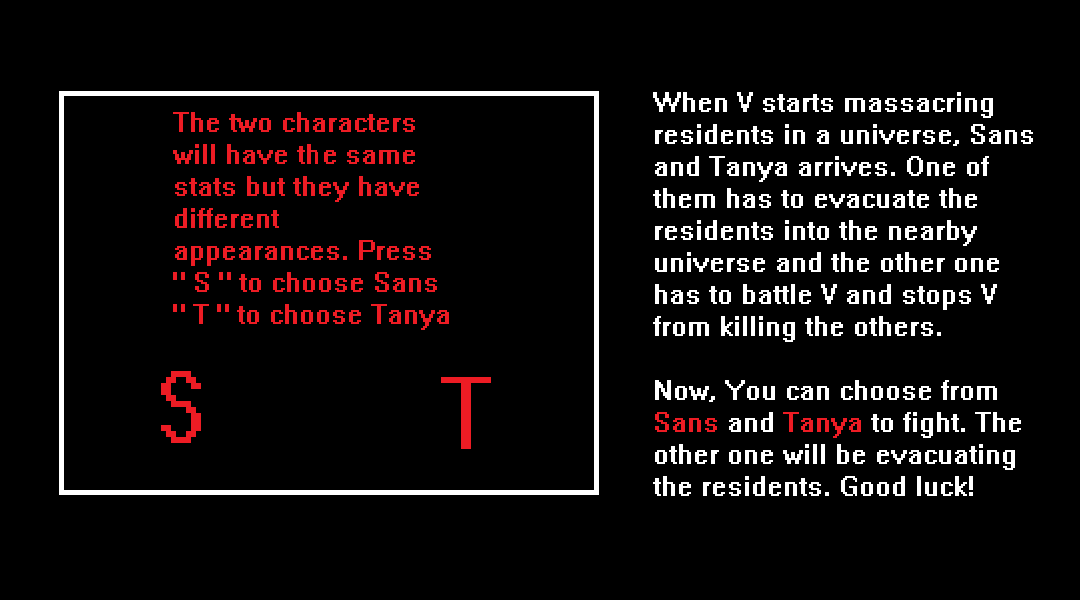 The two characters
will have the same
stats but they have
different
appearances. Press
" S " to choose Sans
" T " to choose Tanya
S T
When V starts massacring
residents in a universe, Sans
and Tanya arrives. One of
them has to evacuate the
residents into the nearby
universe and the other one
has to battle V and stops V
from killing the others.
Now, You can choose from
Sans and Tanya to fight. The
other one will be evacuating
the residents. Good luck!